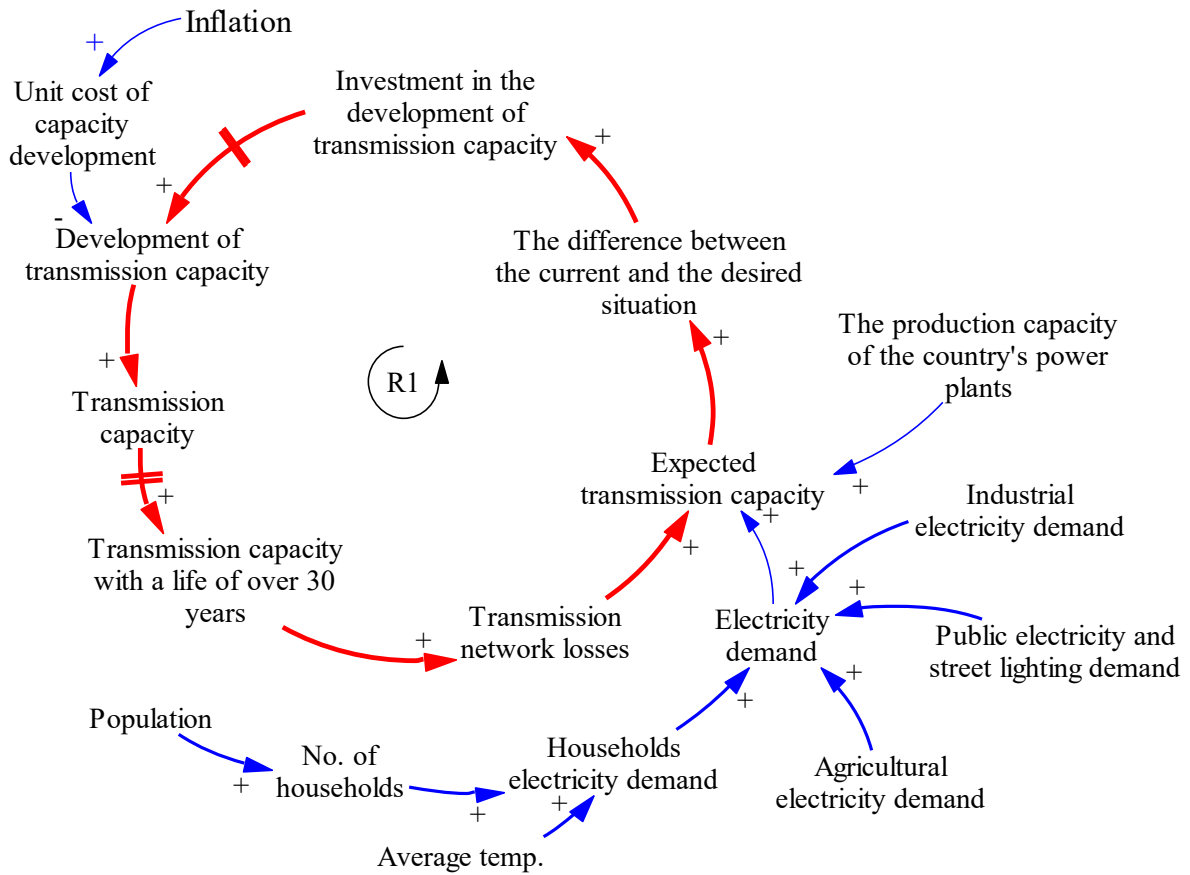 Inflation
+
Unit cost of
capacity
development
Investment in the
development of
transmission capacity
+
+
-
Development of
transmission capacity
The difference between
the current and the desired
situation
+
The production capacity
of the country's power
plants
+
R1
Transmission
capacity
Expected
transmission capacity
+
+
+
Industrial
electricity demand
+
Transmission capacity
with a life of over 30
years
+
+
+
Transmission
network losses
+
Electricity
demand
Public electricity and
street lighting demand
+
+
Population
No. of
households
+
Households
electricity demand
+
+
Agricultural
electricity demand
Average temp.